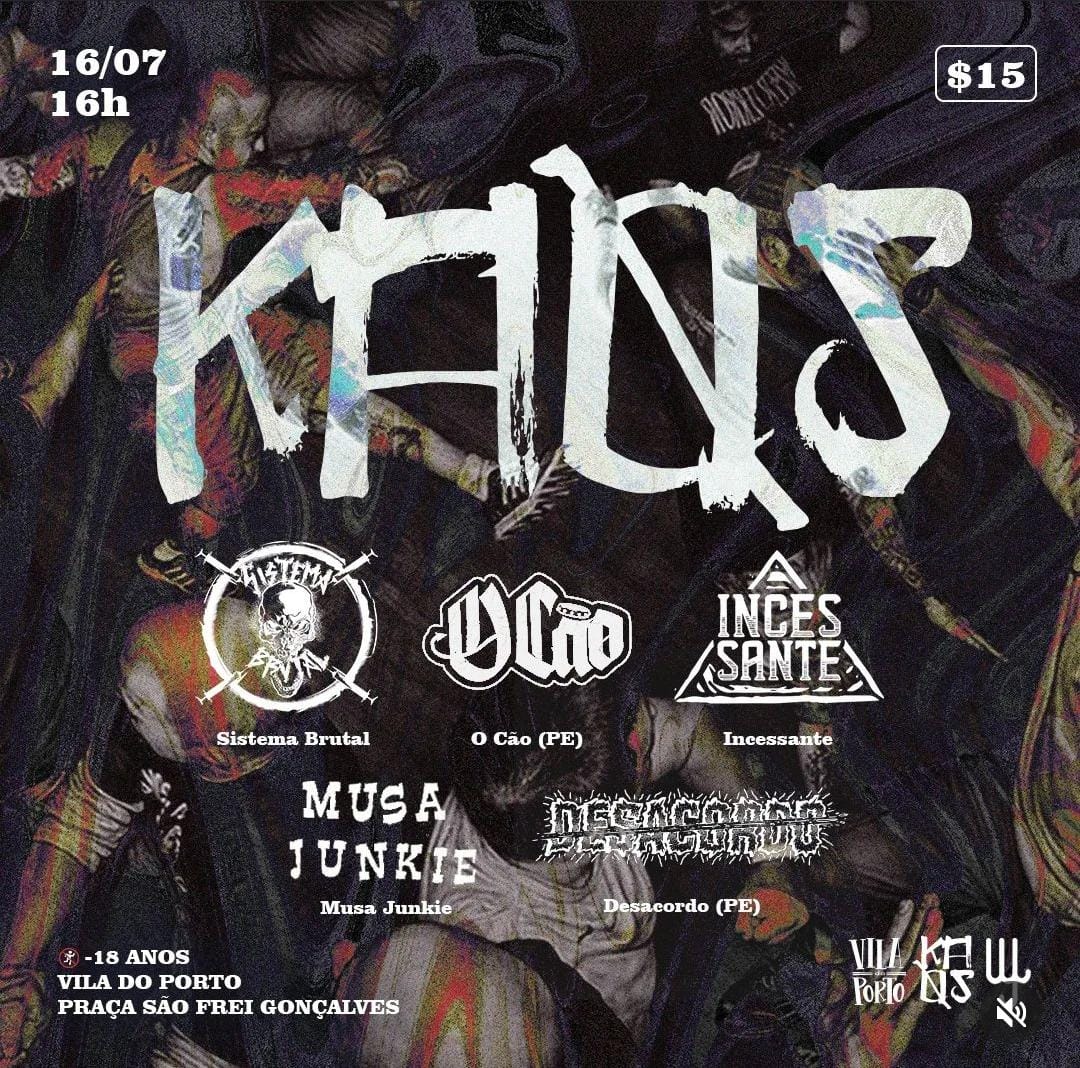 16/07
16h
$15
KAOS
SISTEMA
BRUTAL
O Cão
INCES
SANTE
Sistema Brutal
O Cão (PE)
Incessante
MUSA
JUNKIE
DESACORDO
Musa Junkie
Desacordo (PE)
-18 ANOS
VILA DO PORTO
PRAÇA SÃO FREI GONÇALVES
VILA
do
PORTO
KA
OS